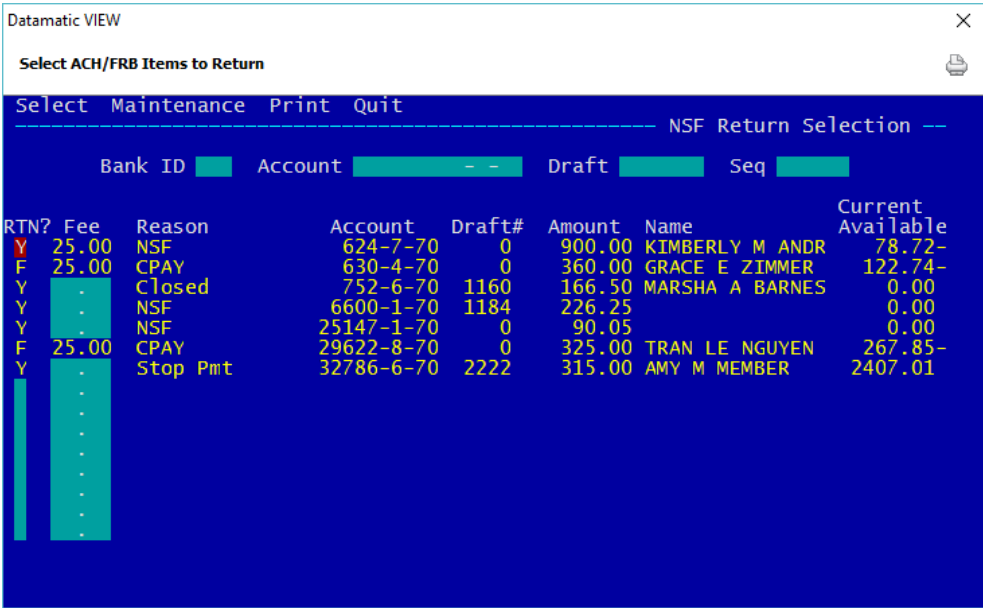 Datamatic VIEW
Select ACH/FRB Items to Return
Select Maintenance Print Quit
NSF Return Selection
Bank ID Account - - Draft Seq
Current
RTN? Fee Reason Account Draft# Amount Name Available
Y 25.00 NSF 624-7-70 0 900.00 KIMBERLY M ANDR 78.72-
F 25.00 CPAY 630-4-70 0 360.00 GRACE E ZIMMER 122.74-
Y . Closed 752-6-70 1160 166.50 MARSHA A BARNES 0.00
Y . NSF 6600-1-70 1184 226.25 0.00
Y . NSF 25147-1-70 0 90.05 0.00
F 25.00 CPAY 29622-8-70 0 325.00 TRAN LE NGUYEN 267.85-
Y . Stop Pmt 32786-6-70 2222 315.00 AMY M MEMBER 2407.01
.
.
.
.
.
.
.
.